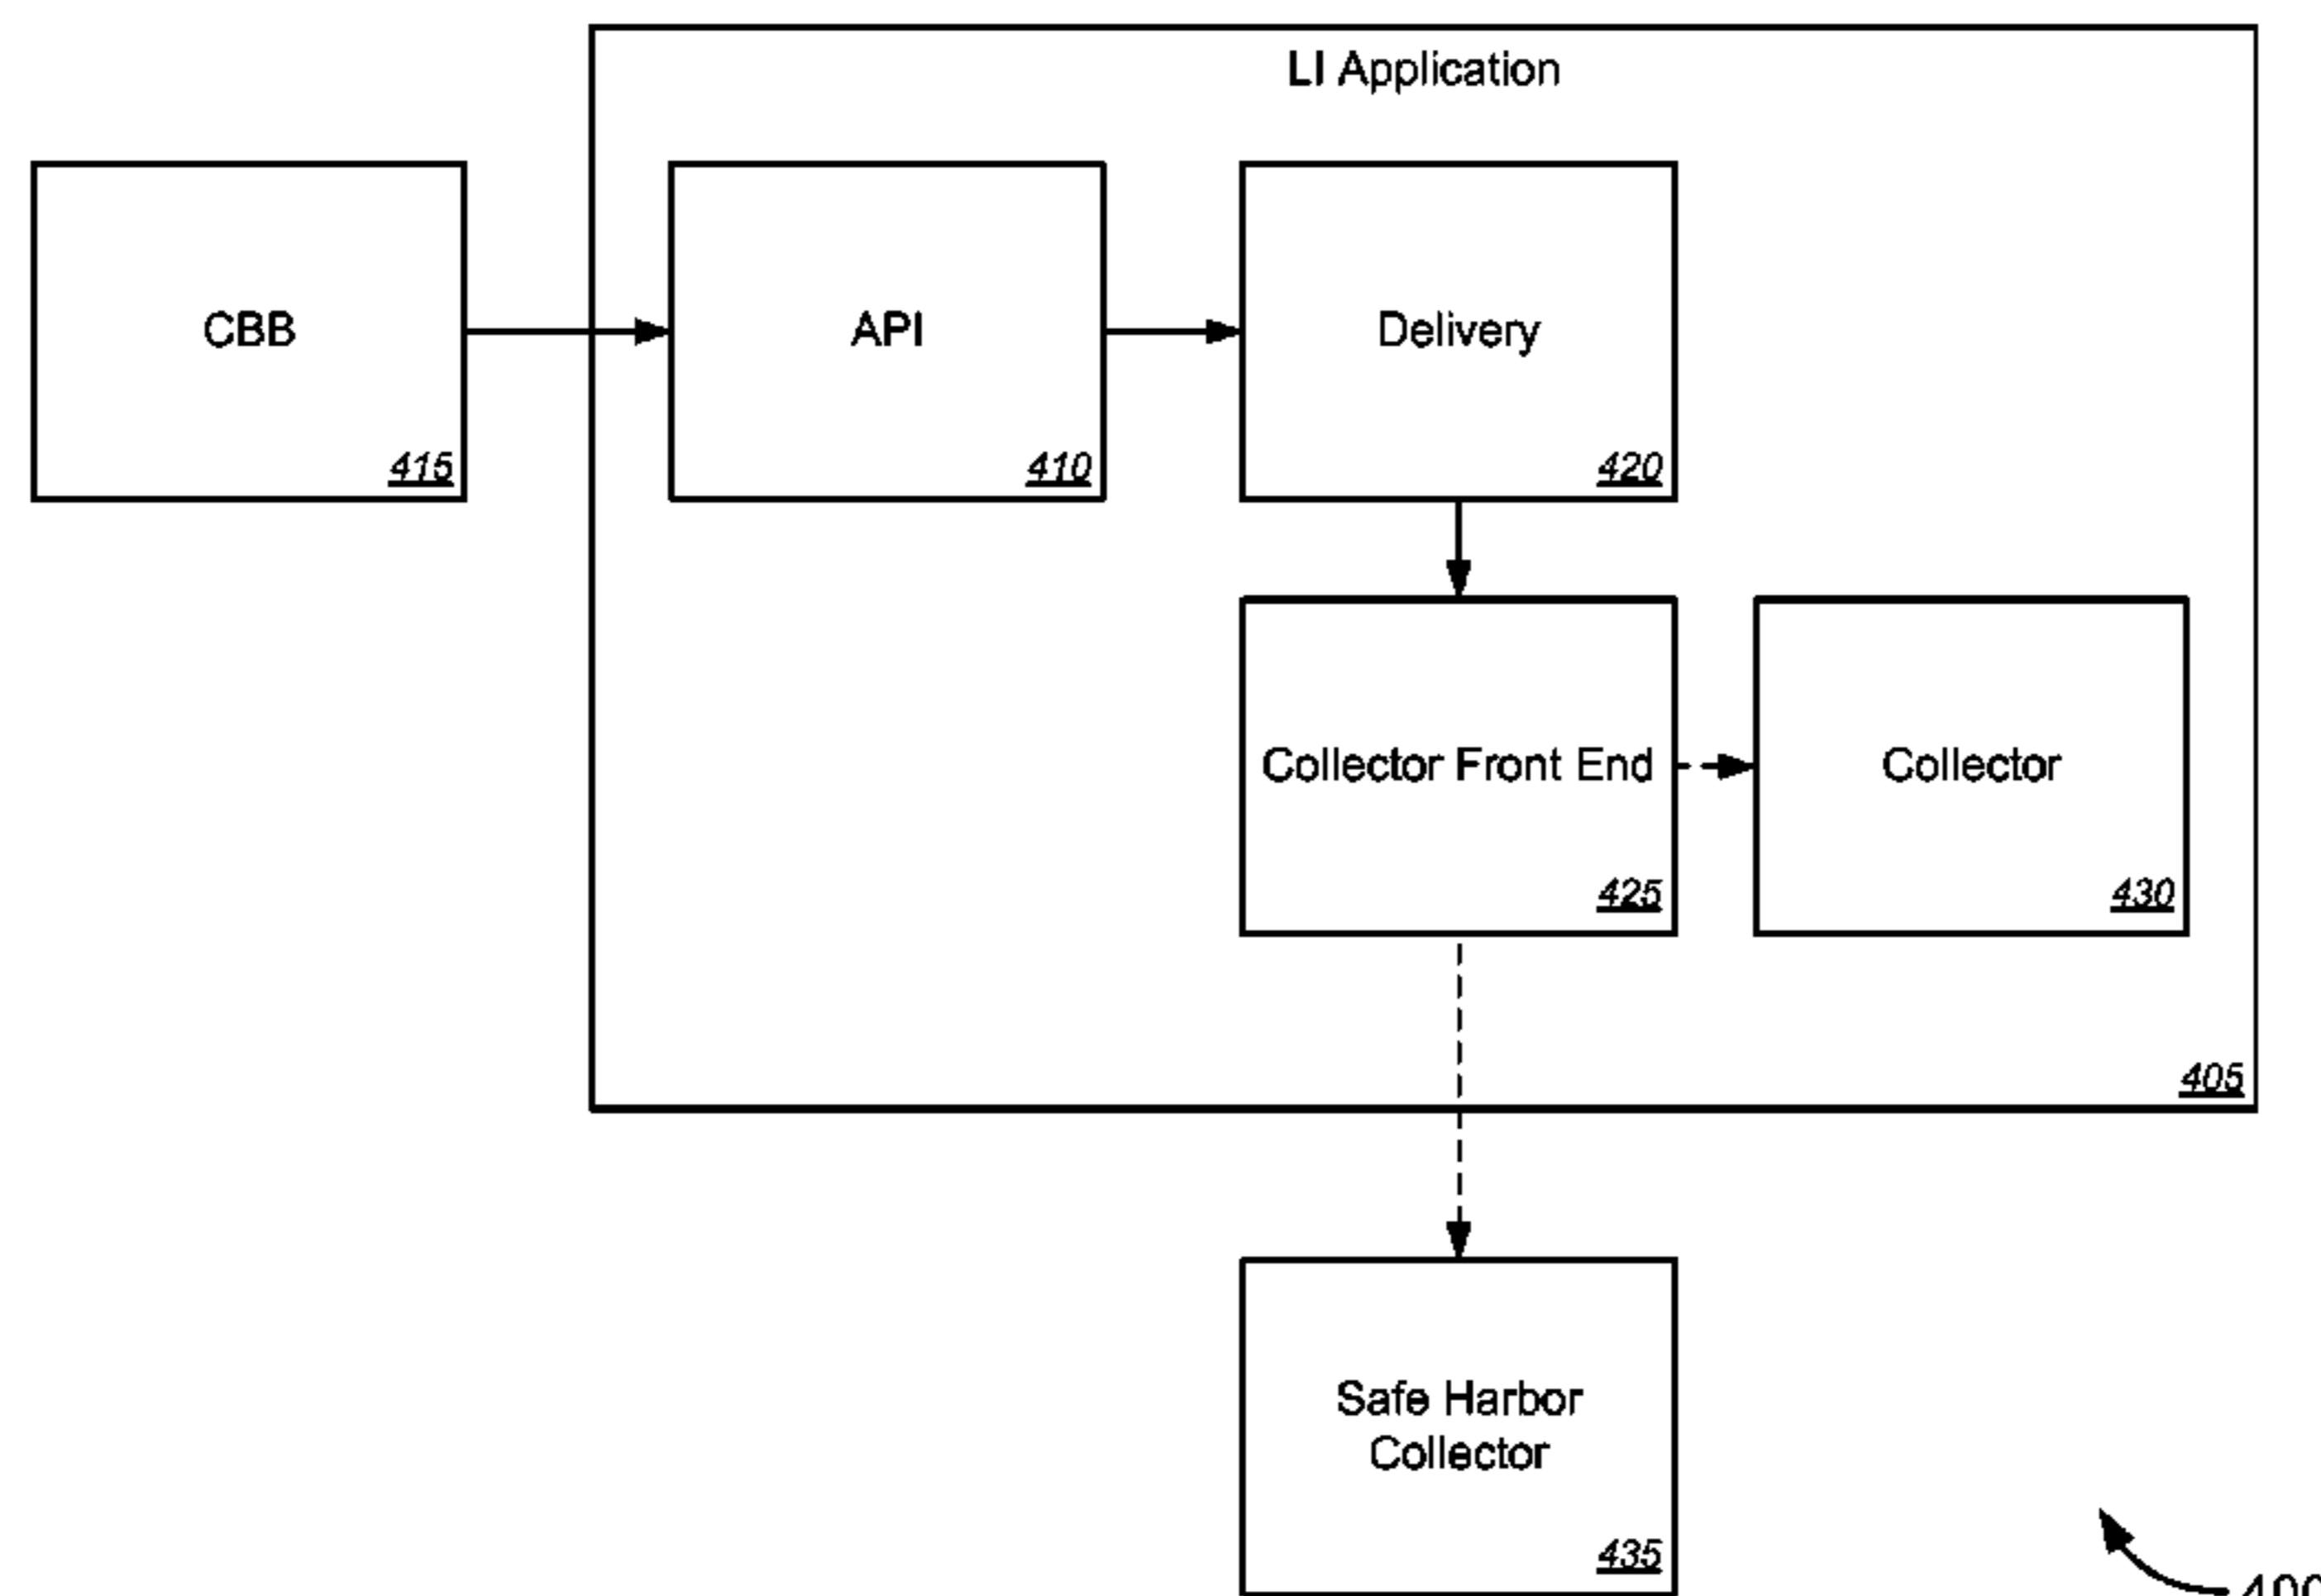 LI Application
CBB
415
API
410
Delivery
420
Collector Front End
425
Collector
430
405
Safe Harbor
Collector
435
400